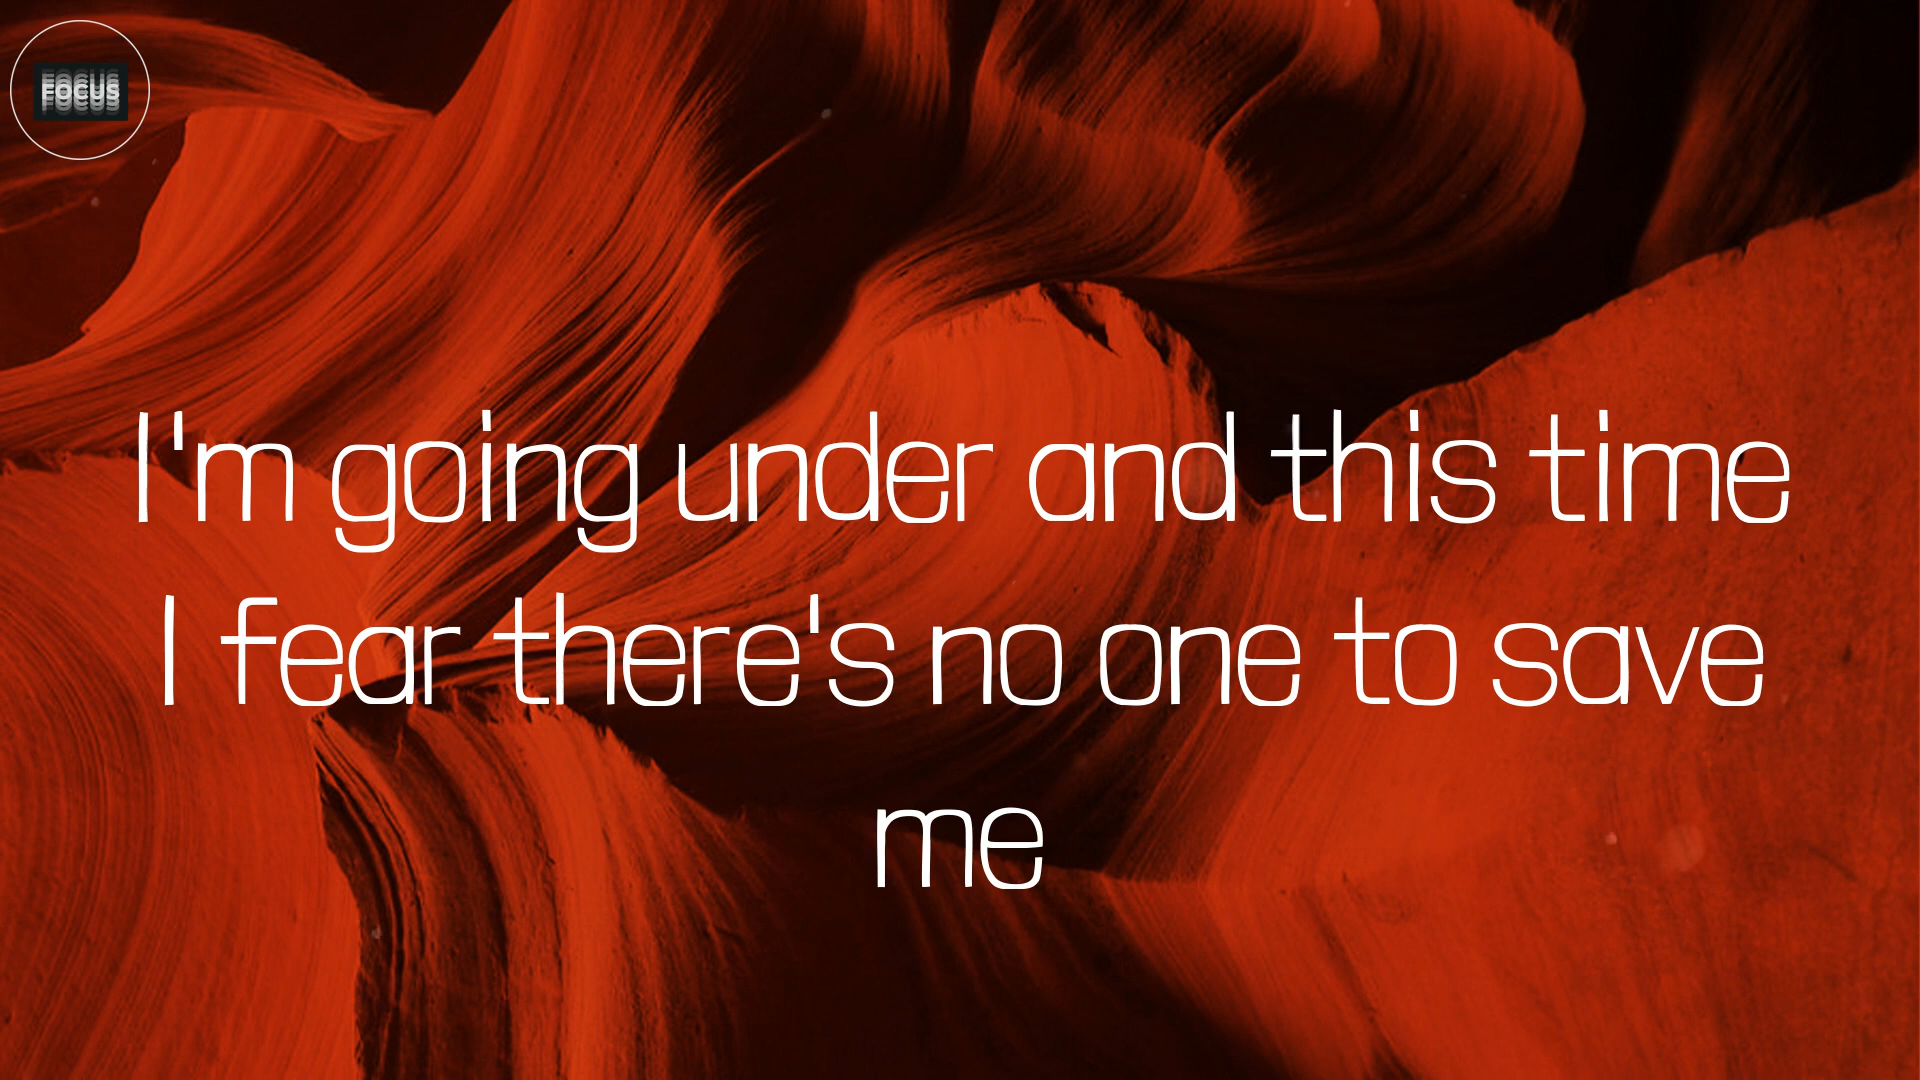 FOCUS
I'm going under and this time
I fear there's no one to save
me